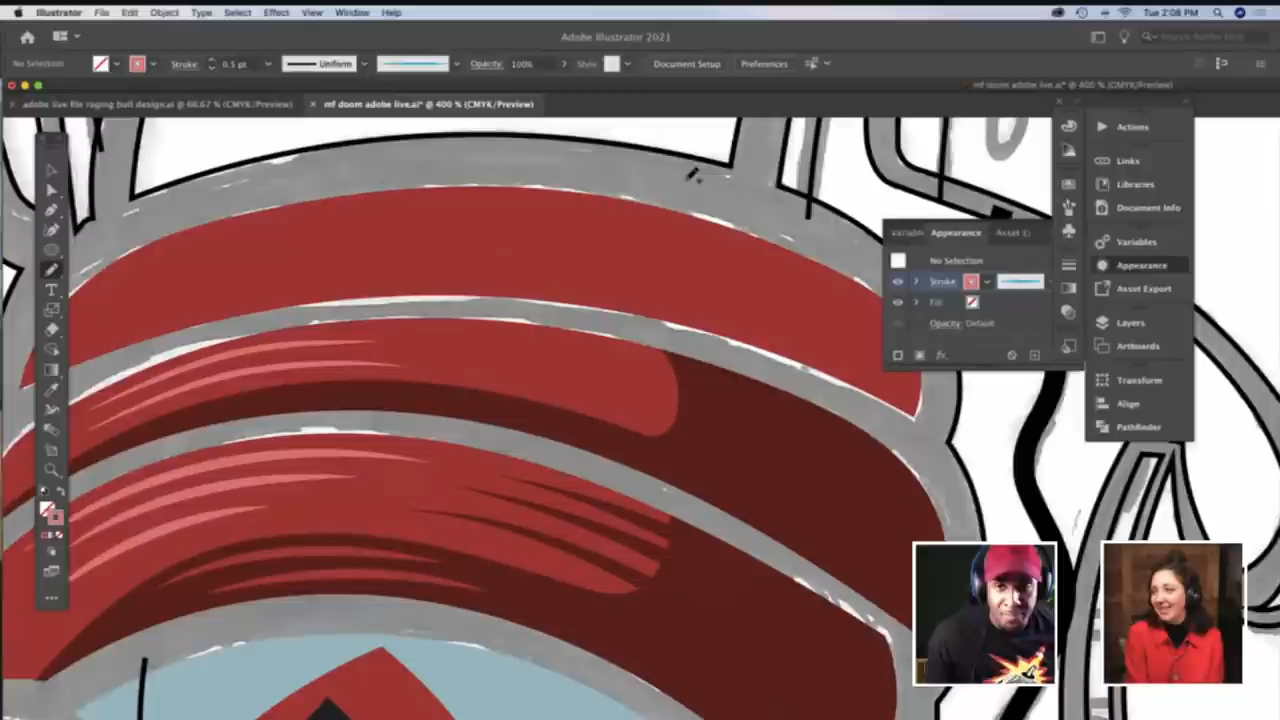 Illustrator File Edit Object Type Select Effect View Window Help
Tue 2:08 PM
Adobe Illustrator 2021
No Selection
Stroke: 0.5 pt
Uniform
Opacity: 100%
Style:
Document Setup
Preferences
mf doom adobe live.ai* @ 400 % (CMYK/Preview)
adobe live file raging bull design.ai @ 66.67 % (CMYK/Preview)
mf doom adobe live.ai* @ 400 % (CMYK/Preview)
Actions
Links
Libraries
Document Info
Variables
Appearance
Asset Export
Layers
Artboards
Transform
Align
Pathfinder
Appearance
No Selection
Stroke
Fill
Opacity: Default
fx